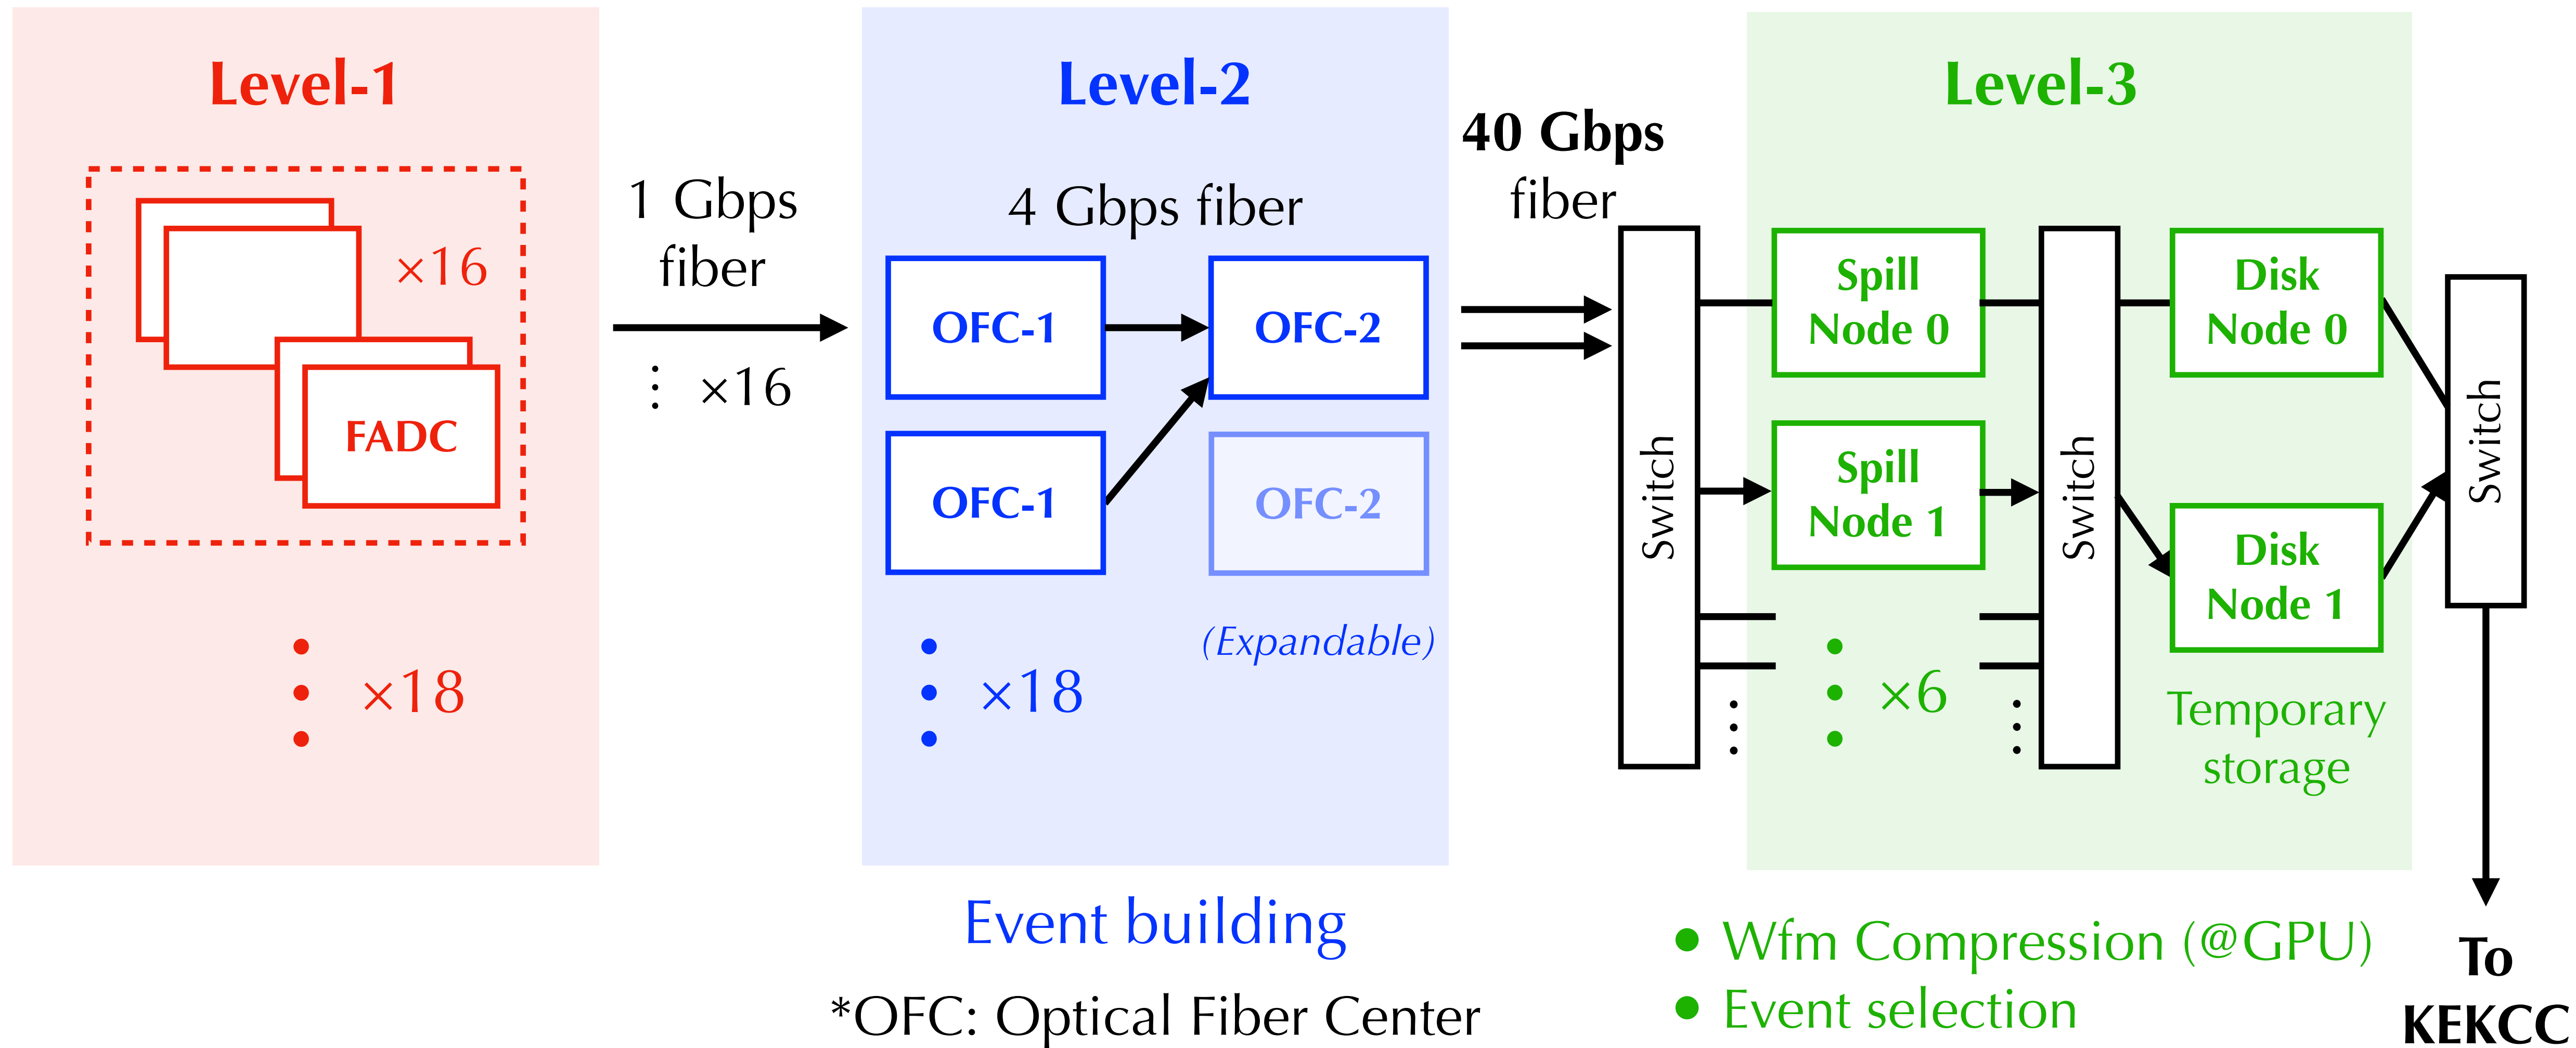 Level-1
×16
FADC
×18
1 Gbps
fiber
×16
Level-2
4 Gbps fiber
OFC-1
OFC-2
OFC-1
OFC-2
(Expandable)
×18
Event building
*OFC: Optical Fiber Center
40 Gbps
fiber
Switch
Level-3
Spill
Node 0
Spill
Node 1
×6
Switch
Disk
Node 0
Disk
Node 1
Temporary
storage
Switch
• Wfm Compression (@GPU)
• Event selection
To
KEKCC